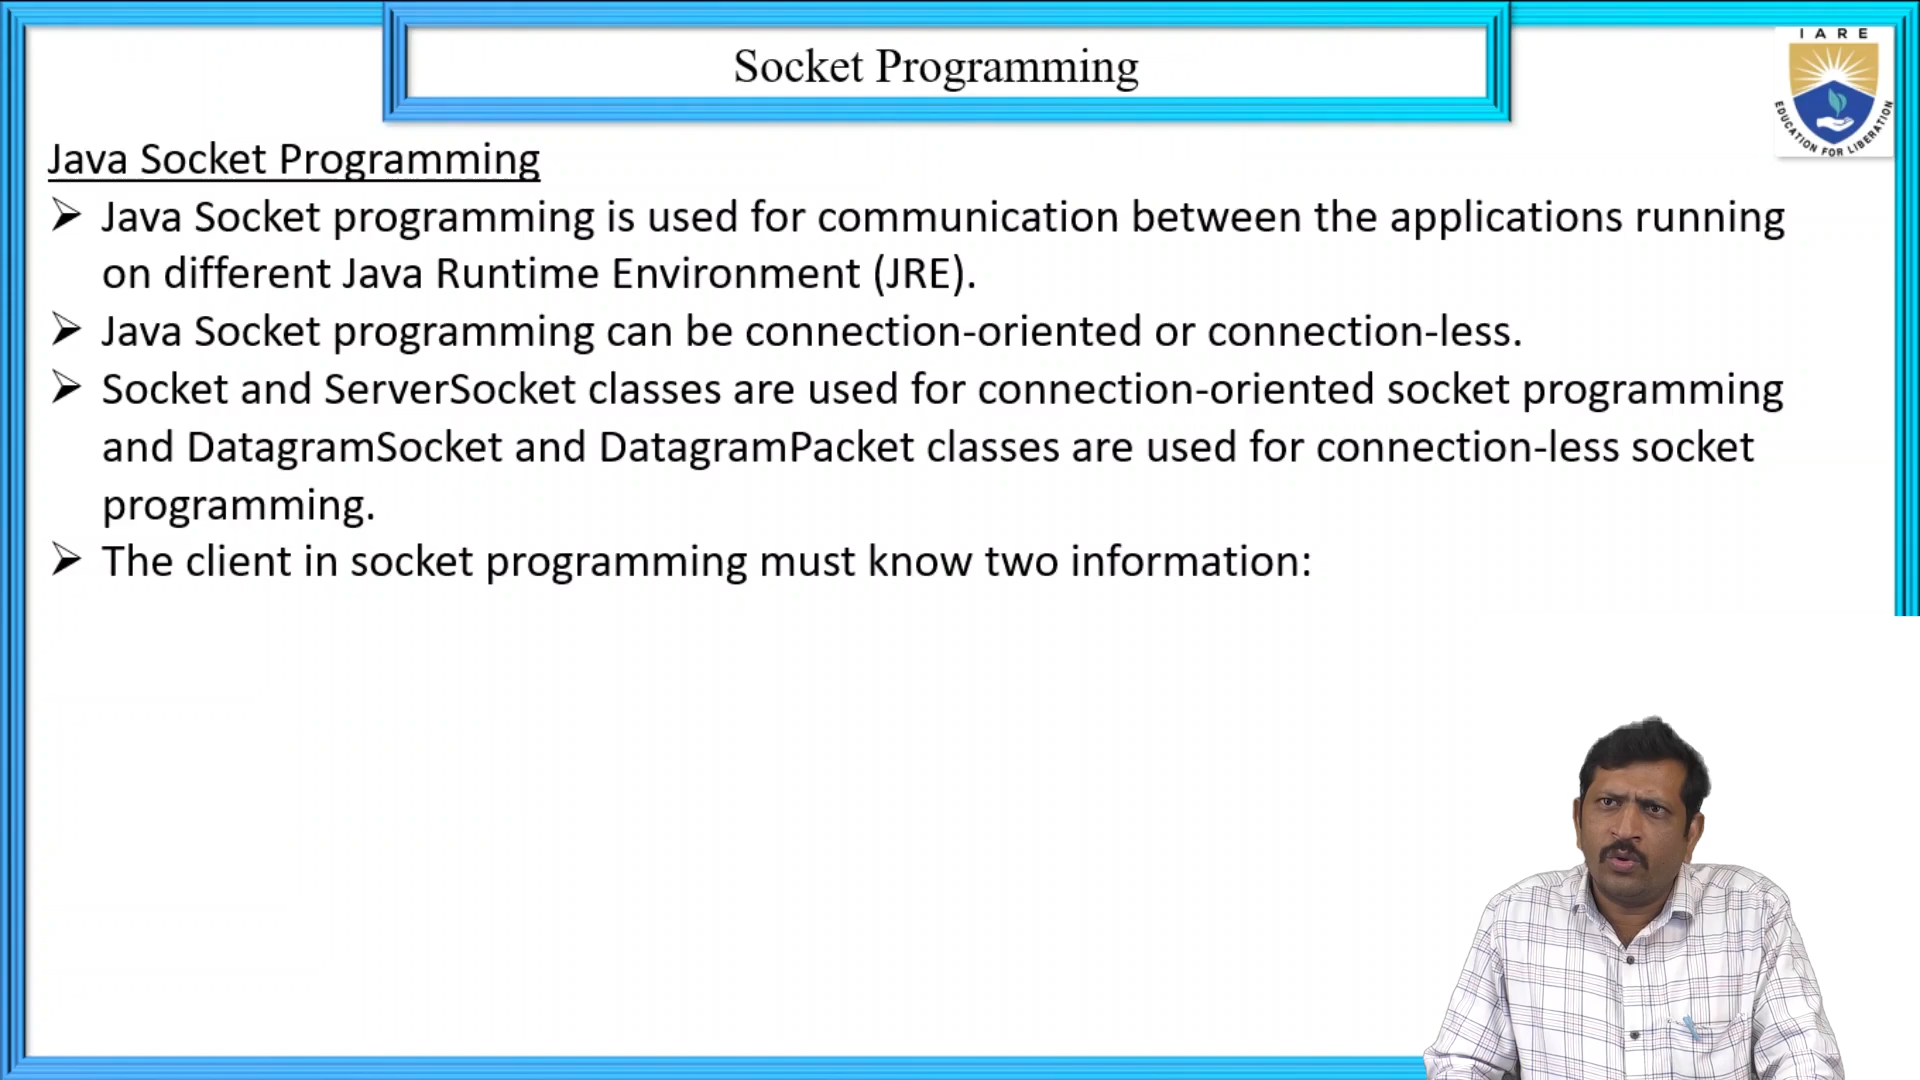 Socket Programming
IARE
EDUCATION FOR LIBERATION
Java Socket Programming
➢ Java Socket programming is used for communication between the applications running
on different Java Runtime Environment (JRE).
➢ Java Socket programming can be connection-oriented or connection-less.
➢ Socket and ServerSocket classes are used for connection-oriented socket programming
and DatagramSocket and DatagramPacket classes are used for connection-less socket
programming.
➢ The client in socket programming must know two information: